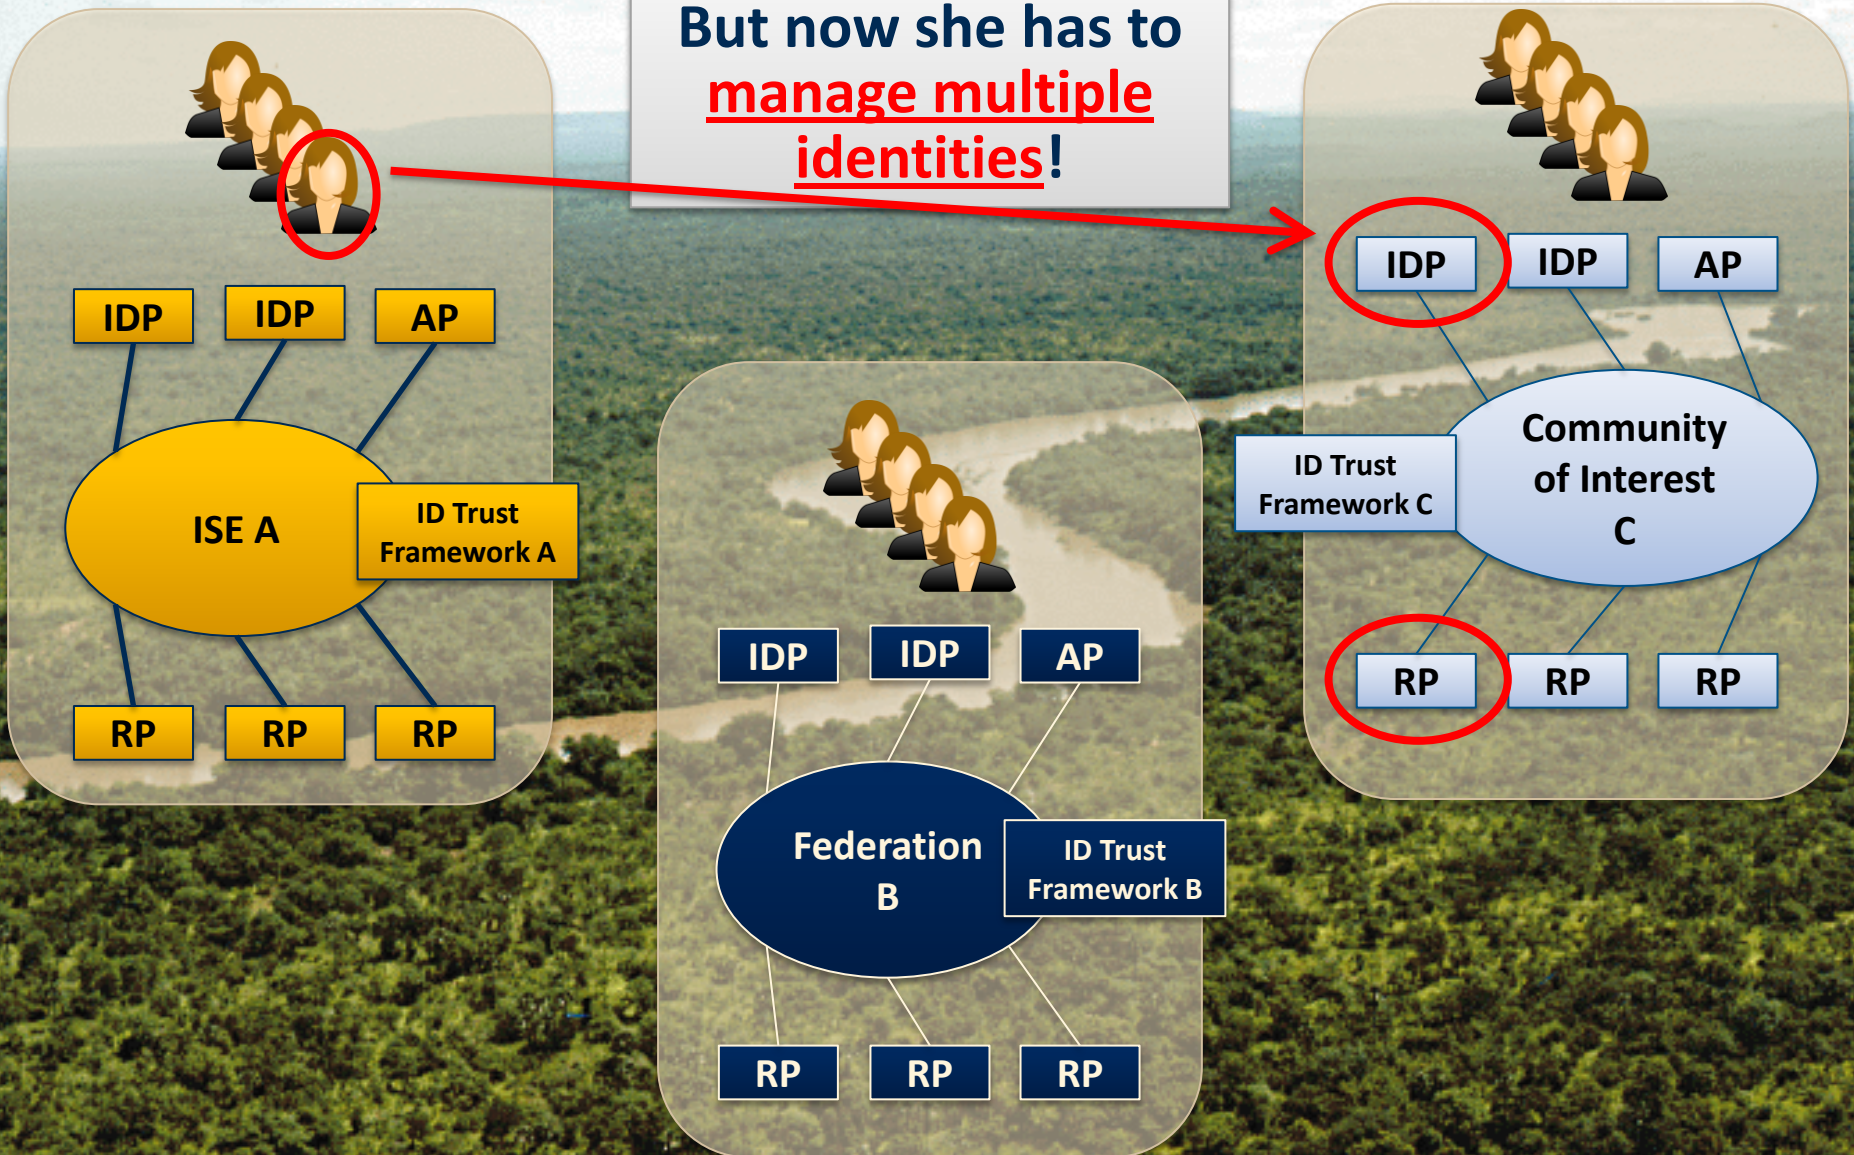 But now she has to
manage multiple
identities!
IDP
IDP
AP
ISE A
ID Trust
Framework A
RP
RP
RP
IDP
IDP
AP
Federation
B
ID Trust
Framework B
RP
RP
RP
IDP
IDP
AP
Community
of Interest
C
ID Trust
Framework C
RP
RP
RP